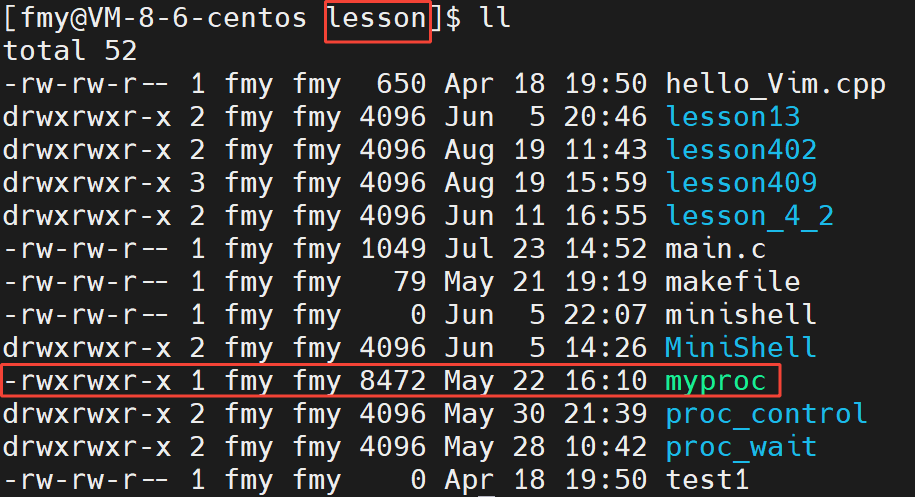 [fmy@VM-8-6-centos lesson]$ ll
total 52
-rw-rw-r-- 1 fmy fmy  650 Apr 18 19:50 hello_Vim.cpp
drwxrwxr-x 2 fmy fmy 4096 Jun  5 20:46 lesson13
drwxrwxr-x 2 fmy fmy 4096 Aug 19 11:43 lesson402
drwxrwxr-x 3 fmy fmy 4096 Aug 19 15:59 lesson409
drwxrwxr-x 2 fmy fmy 4096 Jun 11 16:55 lesson_4_2
-rw-rw-r-- 1 fmy fmy 1049 Jul 23 14:52 main.c
-rw-rw-r-- 1 fmy fmy   79 May 21 19:19 makefile
-rw-rw-r-- 1 fmy fmy    0 Jun  5 22:07 minishell
drwxrwxr-x 2 fmy fmy 4096 Jun  5 14:26 MiniShell
-rwxrwxr-x 1 fmy fmy 8472 May 22 16:10 myproc
drwxrwxr-x 2 fmy fmy 4096 May 30 21:39 proc_control
drwxrwxr-x 2 fmy fmy 4096 May 28 10:42 proc_wait
-rw-rw-r-- 1 fmy fmy    0 Apr 18 19:50 test1